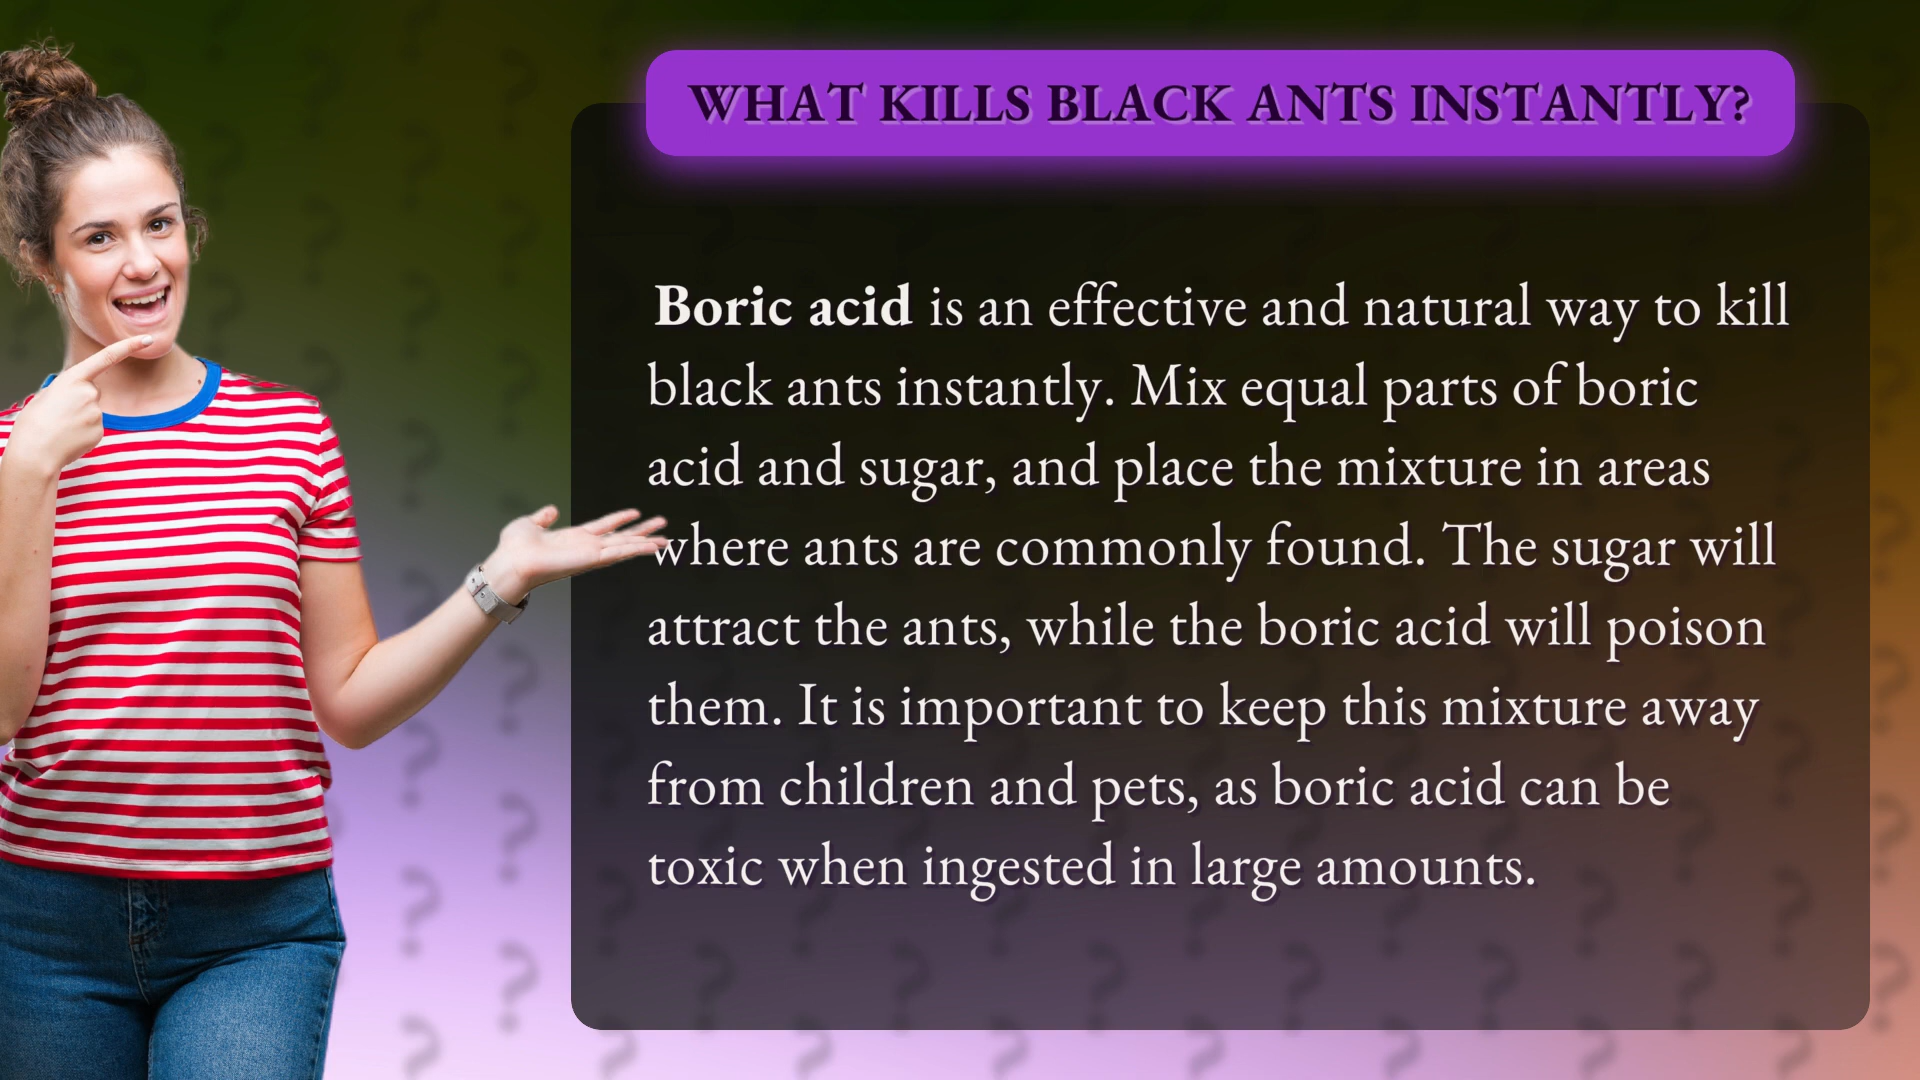 WHAT KILLS BLACK ANTS INSTANTLY?
Boric acid is an effective and natural way to kill
black ants instantly. Mix equal parts of boric
acid and sugar, and place the mixture in areas
where ants are commonly found. The sugar will
attract the ants, while the boric acid will poison
them. It is important to keep this mixture away
from children and pets, as boric acid can be
toxic when ingested in large amounts.